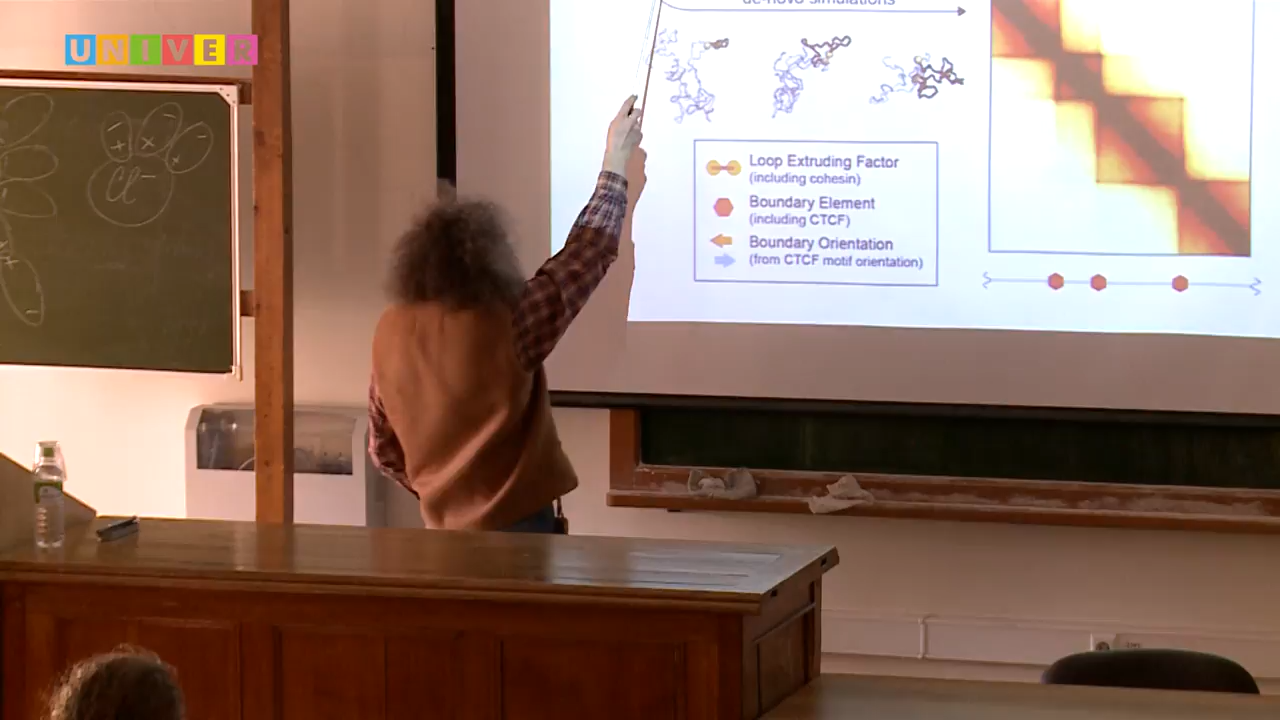 UNIVER
de-novo simulations
Cl⁻
Loop Extruding Factor
(including cohesin)
Boundary Element
(including CTCF)
Boundary Orientation
(from CTCF motif orientation)